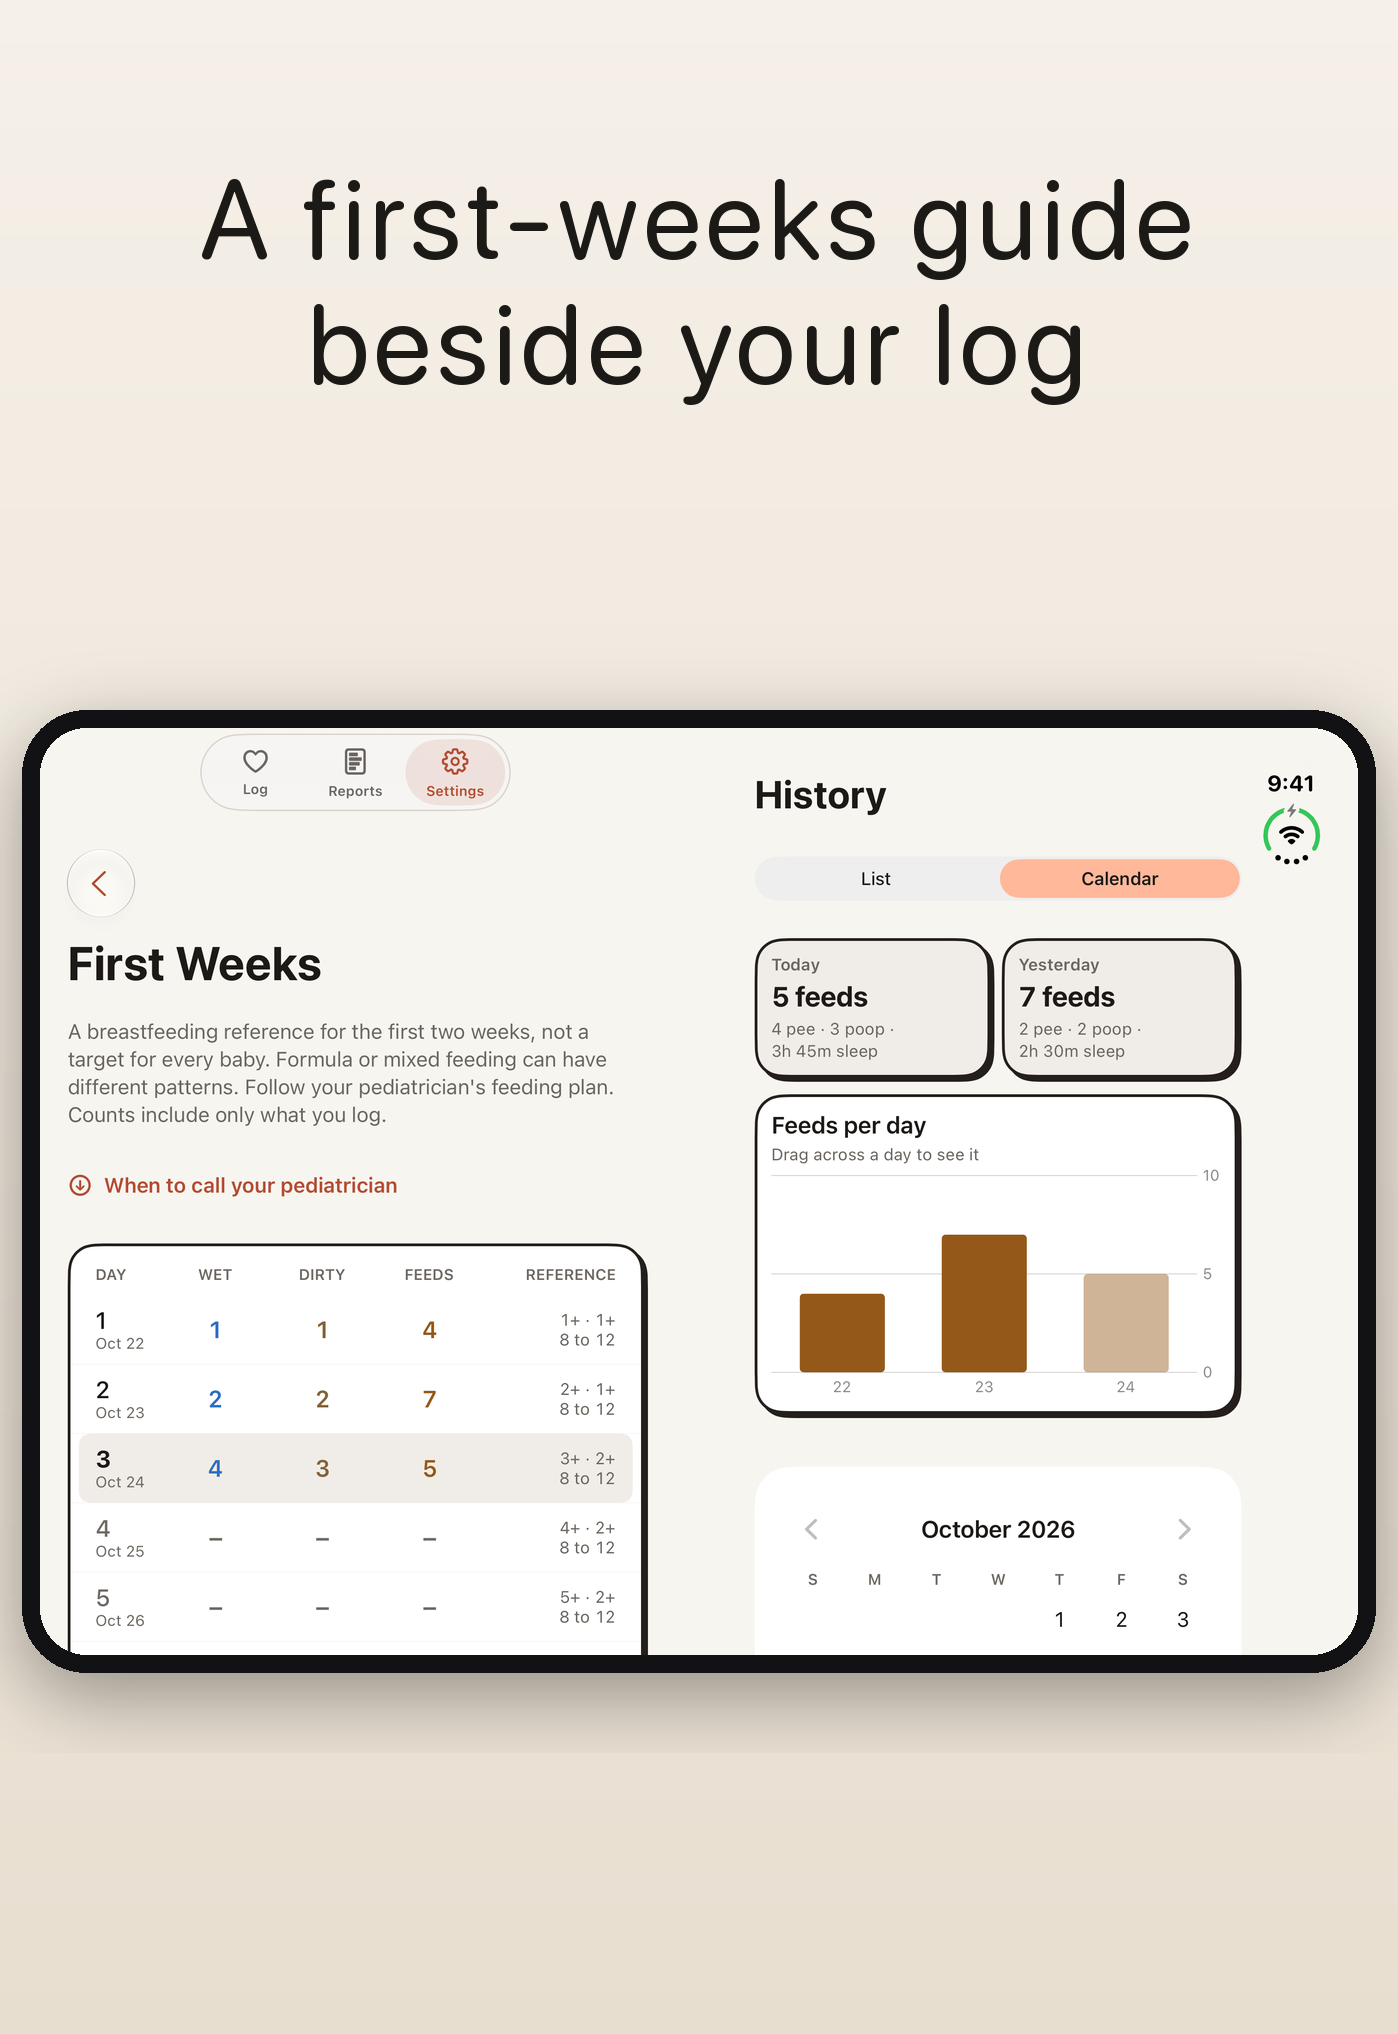 A first-weeks guide
beside your log
Log
Reports
Settings
First Weeks
A breastfeeding reference for the first two weeks, not a
target for every baby. Formula or mixed feeding can have
different patterns. Follow your pediatrician's feeding plan.
Counts include only what you log.
When to call your pediatrician
DAY WET DIRTY FEEDS REFERENCE
1 1 1 4 1+ · 1+
Oct 22 8 to 12
2 2 2 7 2+ · 1+
Oct 23 8 to 12
3 4 3 5 3+ · 2+
Oct 24 8 to 12
4 – – – 4+ · 2+
Oct 25 8 to 12
5 – – – 5+ · 2+
Oct 26 8 to 12
History
9:41
List Calendar
Today
5 feeds
4 pee · 3 poop ·
3h 45m sleep
Yesterday
7 feeds
2 pee · 2 poop ·
2h 30m sleep
Feeds per day
Drag across a day to see it
10
5
0
22 23 24
October 2026
S M T W T F S
1 2 3